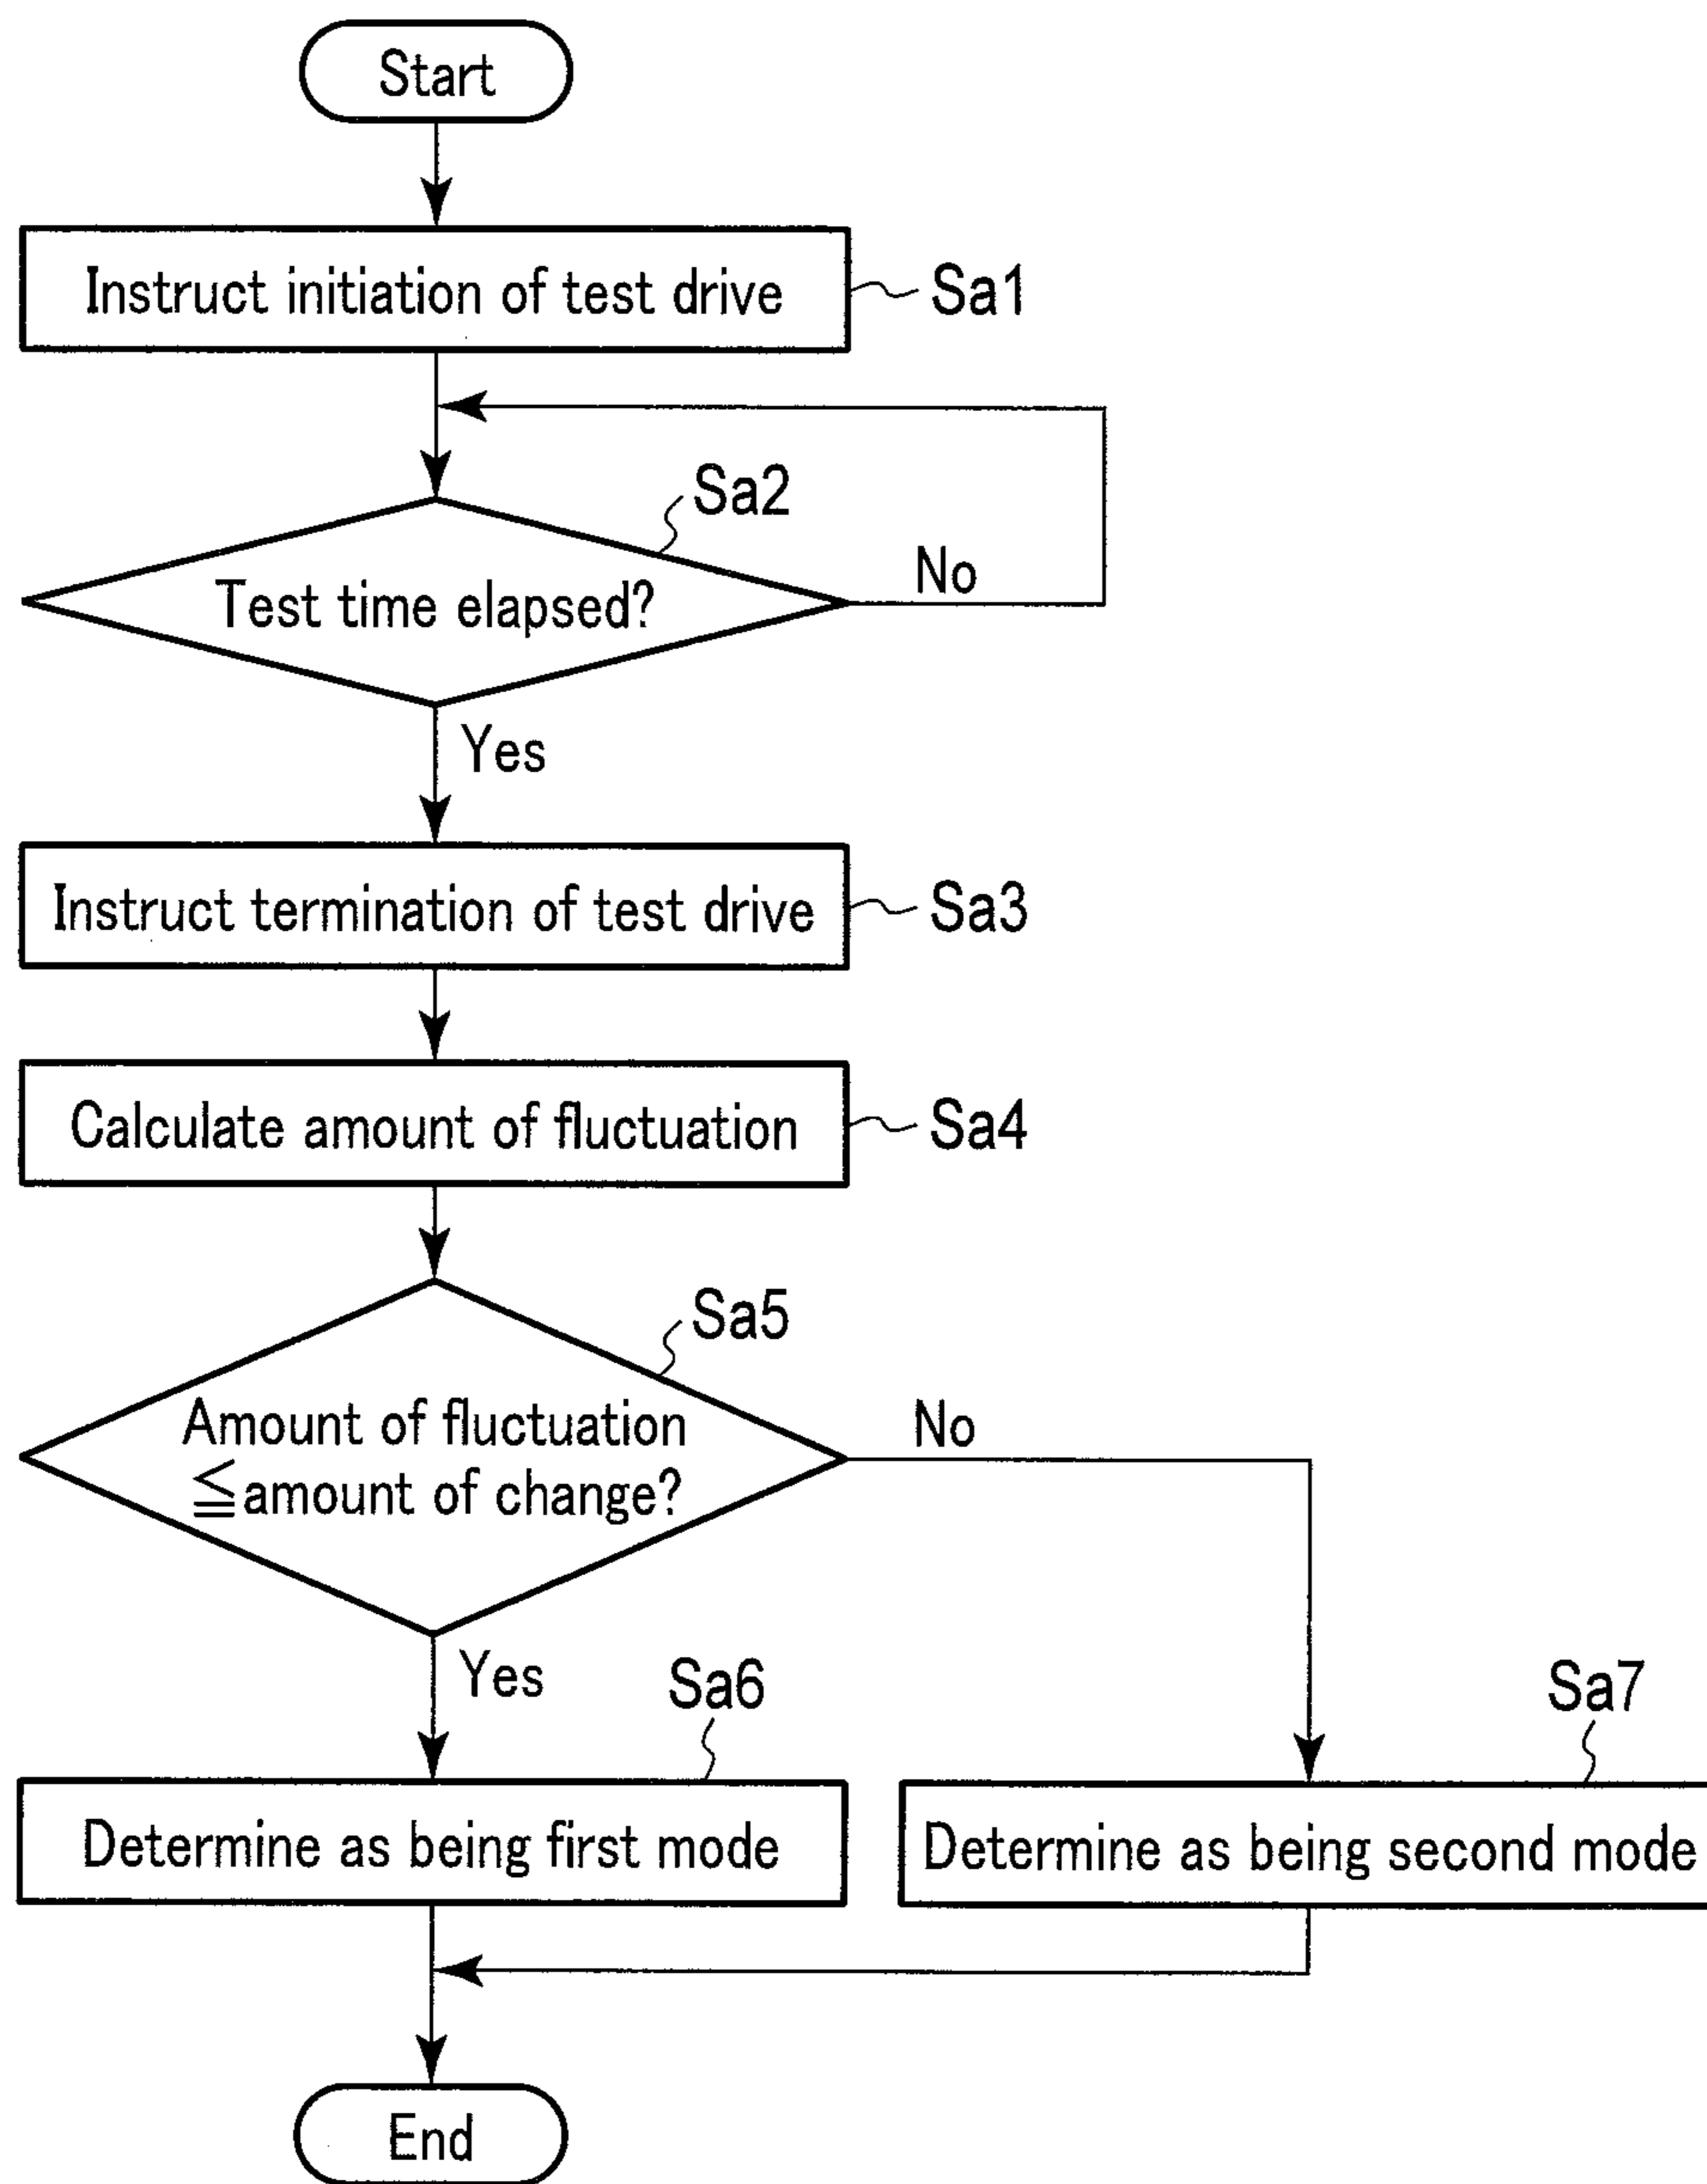 Start
Instruct initiation of test drive
Sa1
Sa2
Test time elapsed?
No
Yes
Instruct termination of test drive
Sa3
Calculate amount of fluctuation
Sa4
Sa5
Amount of fluctuation
≦amount of change?
No
Yes
Sa6
Sa7
Determine as being first mode
Determine as being second mode
End